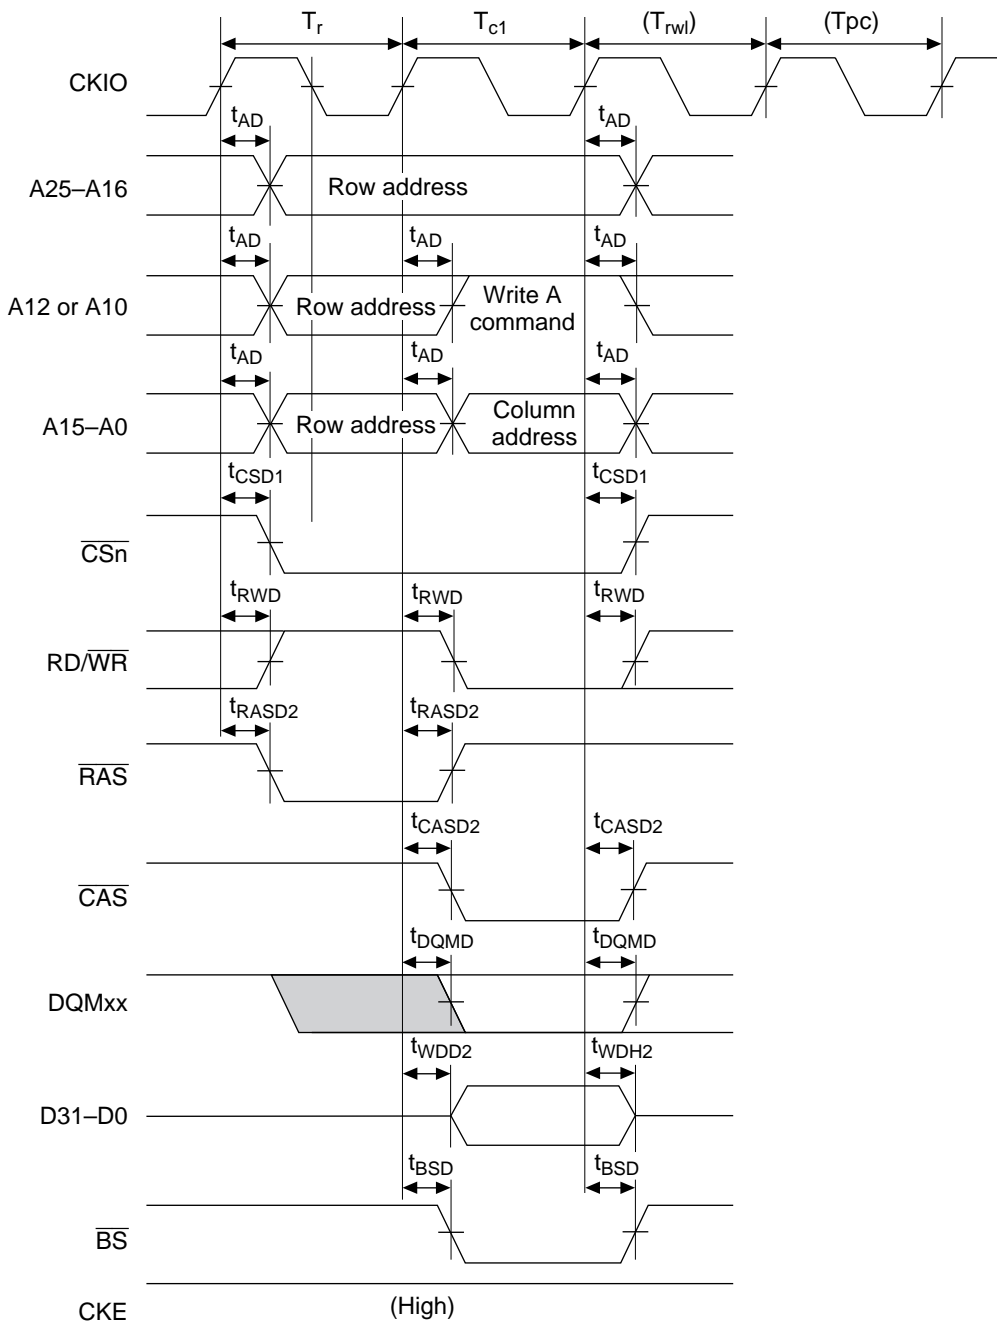 Tr Tc1 (Trwl) (Tpc)
CKIO
tAD tAD
A25–A16 Row address
tAD tAD tAD
A12 or A10 Row address Write A command
tAD tAD tAD
A15–A0 Row address Column address
tCSD1 tCSD1
CSn
tRWD tRWD tRWD
RD/WR
tRASD2 tRASD2
RAS
tCASD2 tCASD2
CAS
tDQMD tDQMD
DQMxx
tWDD2 tWDH2
D31–D0
tBSD tBSD
BS
CKE (High)